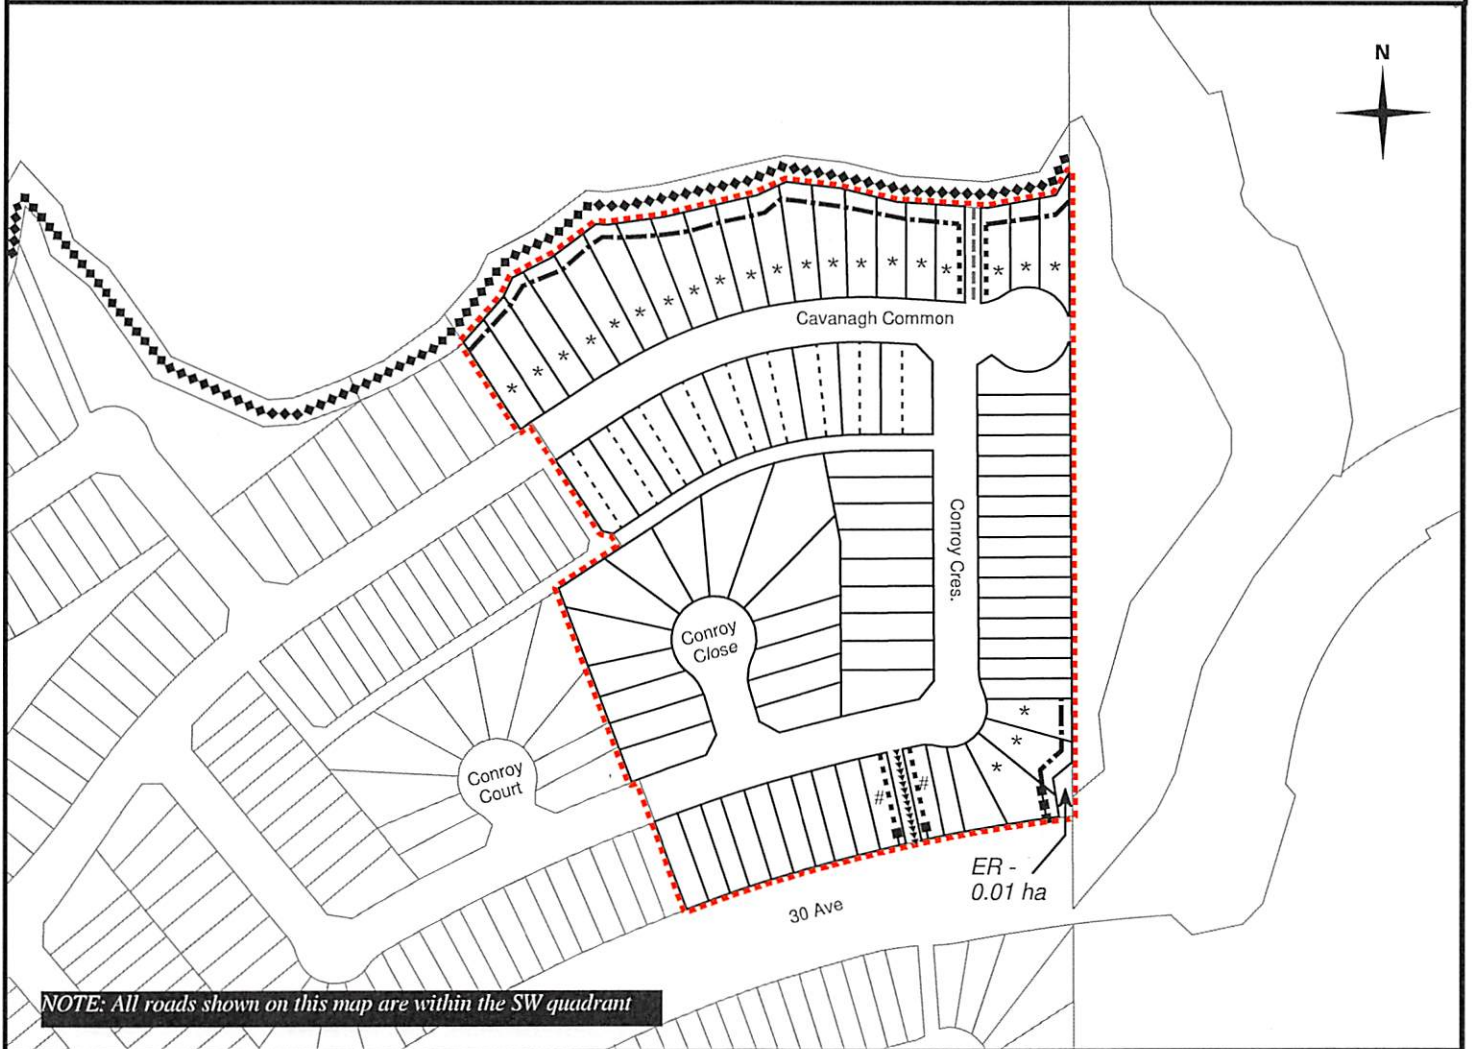 N
Cavanagh Common
Conroy Cres.
Conroy
Close
Conroy
Court
#
#
ER -
0.01 ha
30 Ave
NOTE: All roads shown on this map are within the SW quadrant